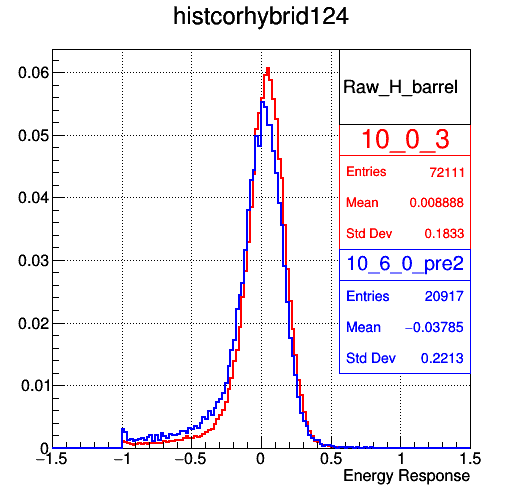 histcorhybrid124
Raw_H_barrel
10_0_3
Entries 72111
Mean 0.008888
Std Dev 0.1833
10_6_0_pre2
Entries 20917
Mean −0.03785
Std Dev 0.2213
0.06
0.05
0.04
0.03
0.02
0.01
0
−1.5 −1 −0.5 0 0.5 1 1.5
Energy Response